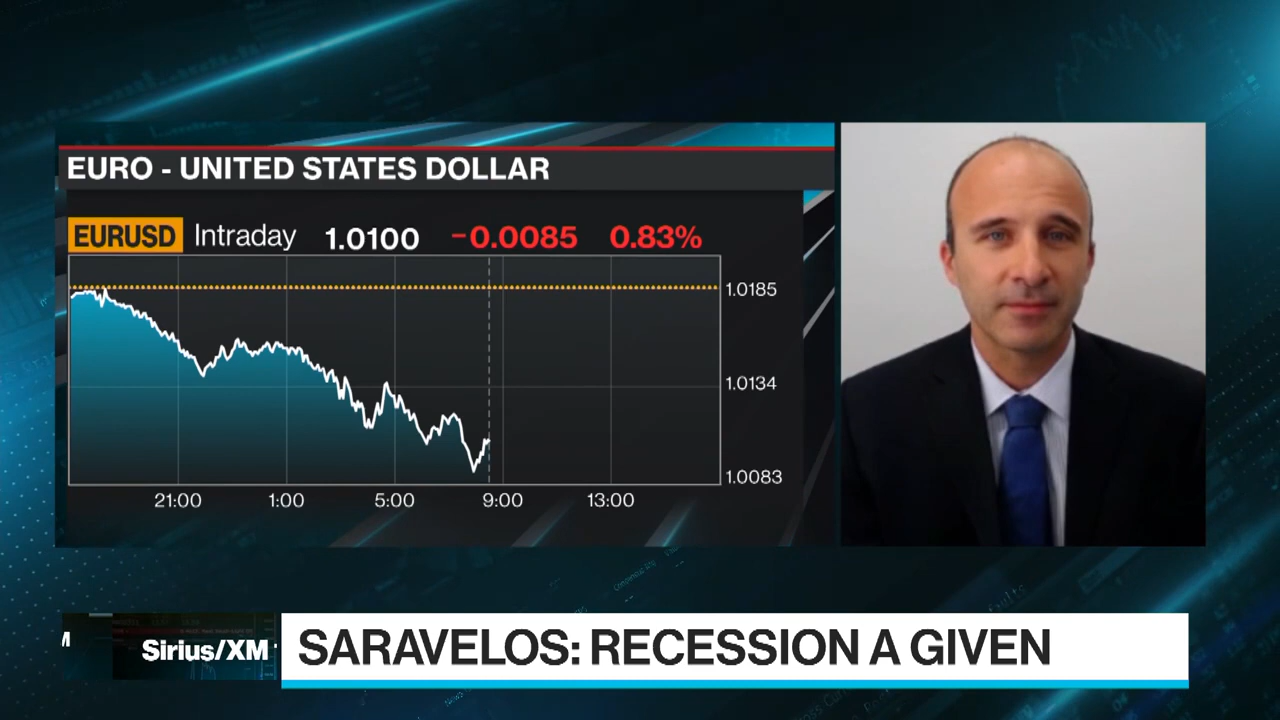 EURO - UNITED STATES DOLLAR
EURUSD Intraday 1.0100 -0.0085 0.83%
1.0185
1.0134
1.0083
21:00 1:00 5:00 9:00 13:00
Sirius/XM
SARAVELOS: RECESSION A GIVEN